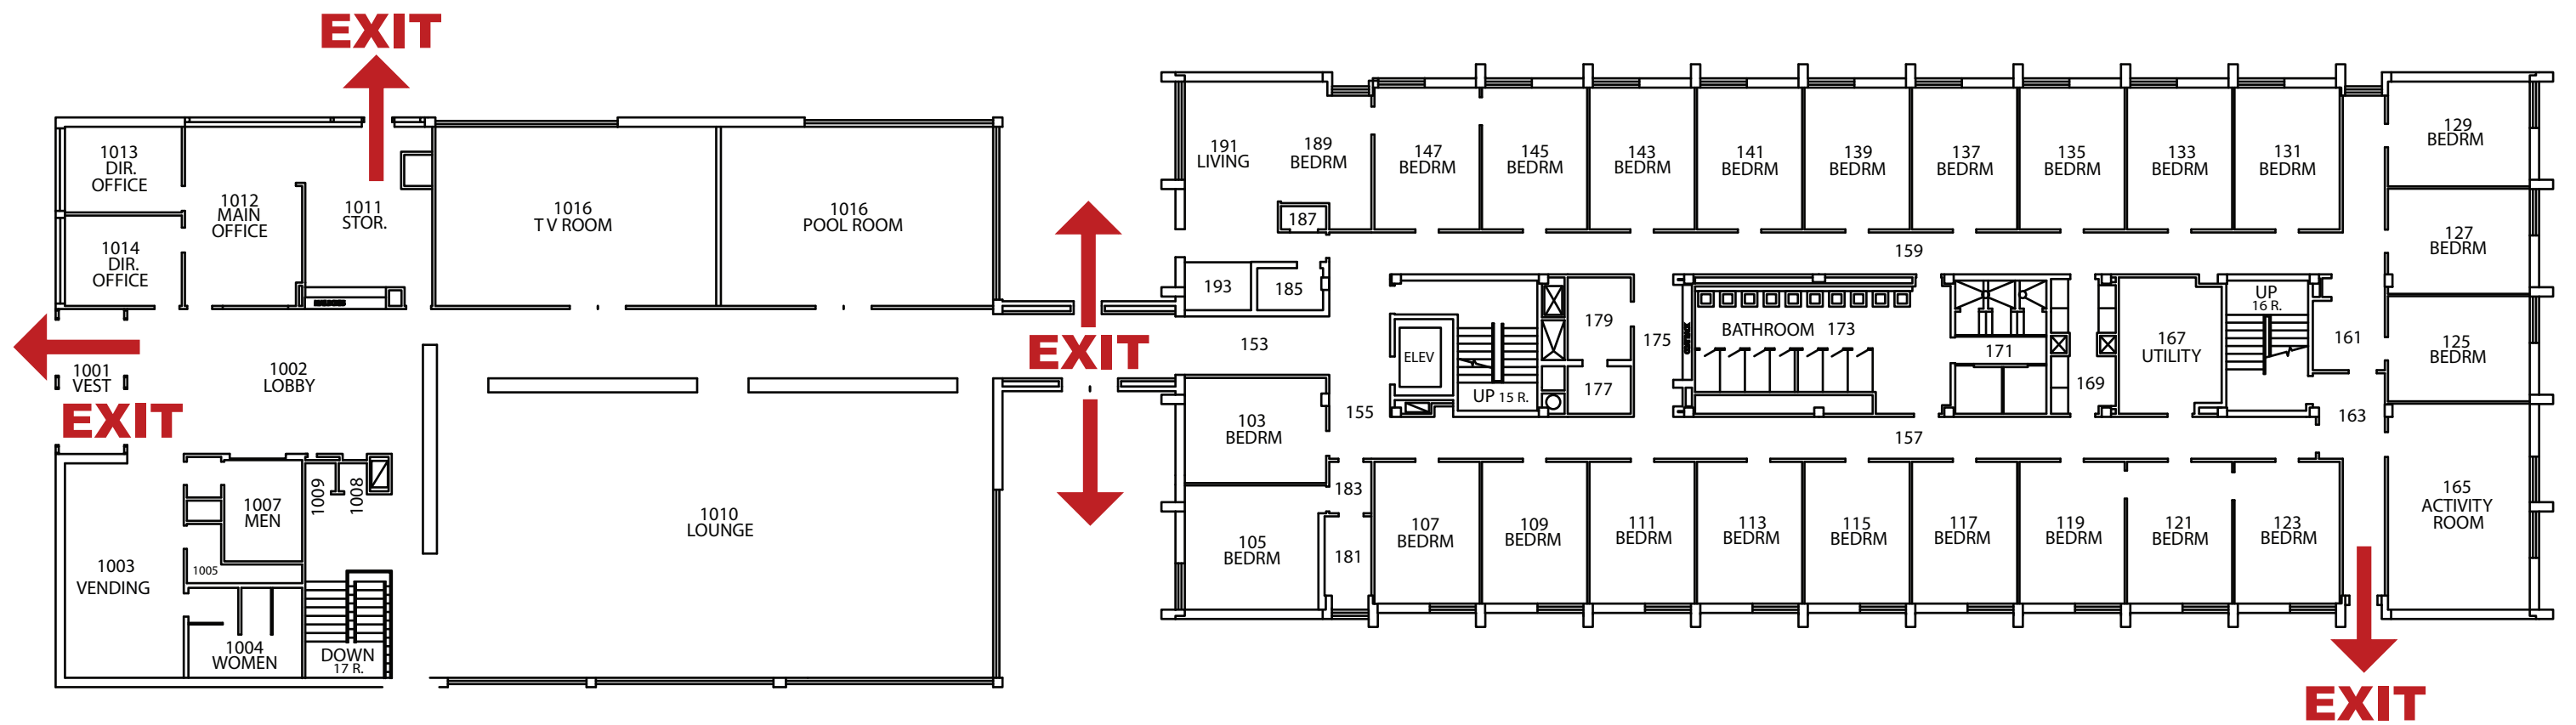 EXIT
1013
DIR.
OFFICE
1012
MAIN
OFFICE
1011
STOR.
1016
T V ROOM
1016
POOL ROOM
1014
DIR.
OFFICE
1001
VEST
EXIT
1002
LOBBY
1003
VENDING
1007
MEN
1009
1008
1005
1004
WOMEN
DOWN
17 R.
1010
LOUNGE
EXIT
191
LIVING
189
BEDRM
187
193
185
147
BEDRM
145
BEDRM
143
BEDRM
141
BEDRM
139
BEDRM
137
BEDRM
135
BEDRM
133
BEDRM
131
BEDRM
129
BEDRM
127
BEDRM
125
BEDRM
159
153
155
ELEV
UP 15 R.
179
177
175
BATHROOM 173
171
169
167
UTILITY
UP
16 R.
161
163
157
103
BEDRM
105
BEDRM
183
181
107
BEDRM
109
BEDRM
111
BEDRM
113
BEDRM
115
BEDRM
117
BEDRM
119
BEDRM
121
BEDRM
123
BEDRM
165
ACTIVITY
ROOM
EXIT